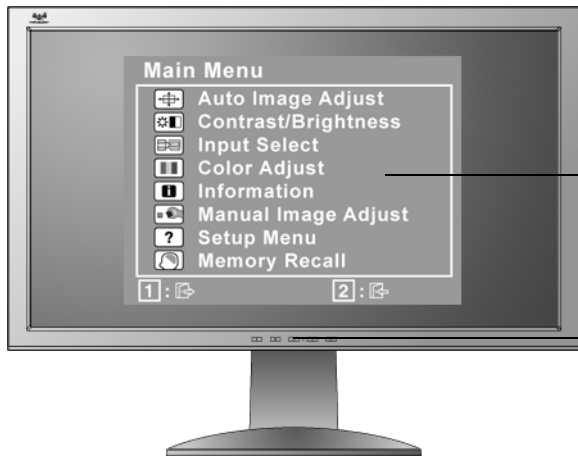 Main Menu
Auto Image Adjust
Contrast/Brightness
Input Select
Color Adjust
Information
Manual Image Adjust
Setup Menu
Memory Recall
1 : 2 :